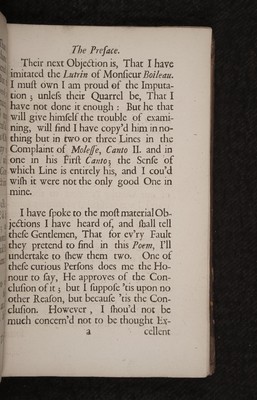 The Preface.
Their next Objection is, That I have
imitated the Lutrin of Monsieur Boileau.
I must own I am proud of the Imputa-
tion; unless their Quarrel be, That I
have not done it enough: But he that
will give himself the trouble of exami-
ning, will find I have copy'd him in no-
thing but in two or three Lines in the
Complaint of Molesse, Canto II. and in
one in his First Canto; the Sense of
which Line is entirely his, and I cou'd
wish it were not the only good One in
mine.
I have spoke to the most material Ob-
jections I have heard of, and shall tell
these Gentlemen, That for ev'ry Fault
they pretend to find in this Poem, I'll
undertake to shew them two. One of
these curious Persons does me the Ho-
nour to say, He approves of the Con-
clusion of it; but I suppose 'tis upon no
other Reason, but because 'tis the Con-
clusion. However, I shou'd not be
much concern'd not to be thought Ex-
a cellent